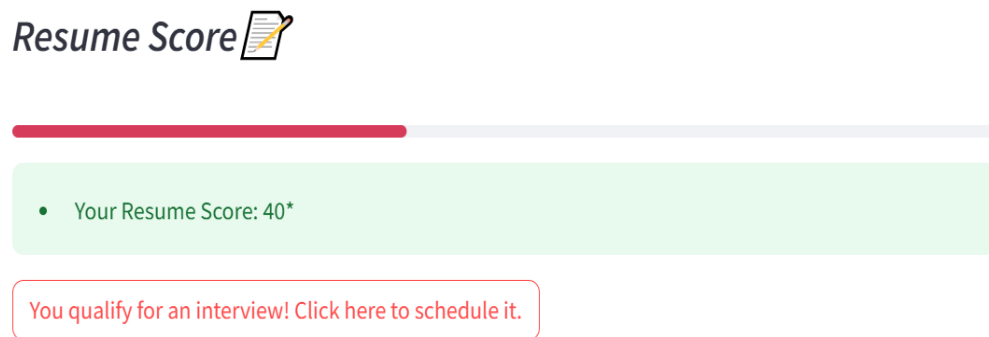 Resume Score
Your Resume Score: 40*
You qualify for an interview! Click here to schedule it.